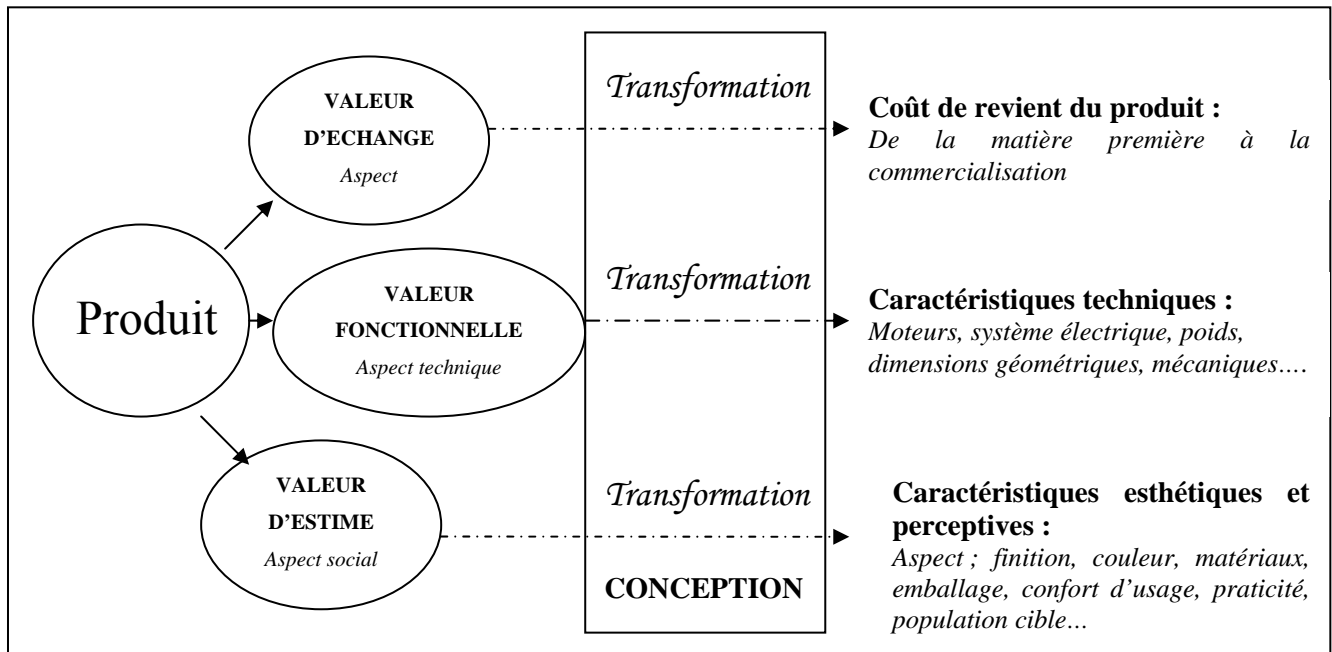 Produit
VALEUR
D'ECHANGE
Aspect
VALEUR
FONCTIONNELLE
Aspect technique
VALEUR
D'ESTIME
Aspect social
Transformation
Transformation
Transformation
CONCEPTION
Coût de revient du produit :
De la matière première à la
commercialisation
Caractéristiques techniques :
Moteurs, système électrique, poids,
dimensions géométriques, mécaniques….
Caractéristiques esthétiques et
perceptives :
Aspect ; finition, couleur, matériaux,
emballage, confort d'usage, praticité,
population cible…